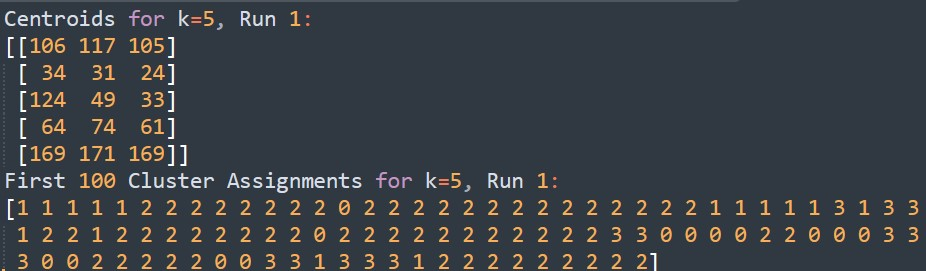 Centroids for k=5, Run 1:
[[106 117 105]
[ 34 31 24]
[124 49 33]
[ 64 74 61]
[169 171 169]]
First 100 Cluster Assignments for k=5, Run 1:
[1 1 1 1 1 2 2 2 2 2 2 2 2 0 2 2 2 2 2 2 2 2 2 2 2 2 2 2 1 1 1 1 1 3 1 3 3
1 2 2 1 2 2 2 2 2 2 2 2 0 2 2 2 2 2 2 2 2 2 2 2 3 3 0 0 0 0 2 2 0 0 0 3 3
3 0 0 2 2 2 2 2 0 0 3 3 1 3 3 3 1 2 2 2 2 2 2 2 2 2]